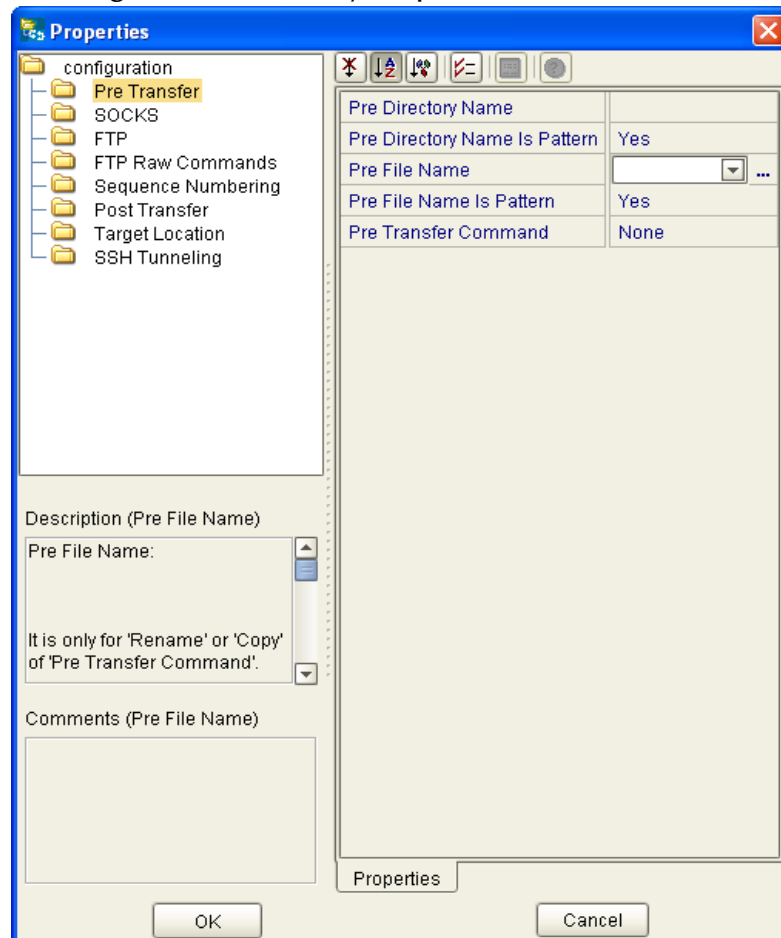 Properties
configuration
Pre Transfer
SOCKS
FTP
FTP Raw Commands
Sequence Numbering
Post Transfer
Target Location
SSH Tunneling
Pre Directory Name
Pre Directory Name Is Pattern Yes
Pre File Name ...
Pre File Name Is Pattern Yes
Pre Transfer Command None
Description (Pre File Name)
Pre File Name:
It is only for 'Rename' or 'Copy'
of 'Pre Transfer Command'.
Comments (Pre File Name)
Properties
OK Cancel